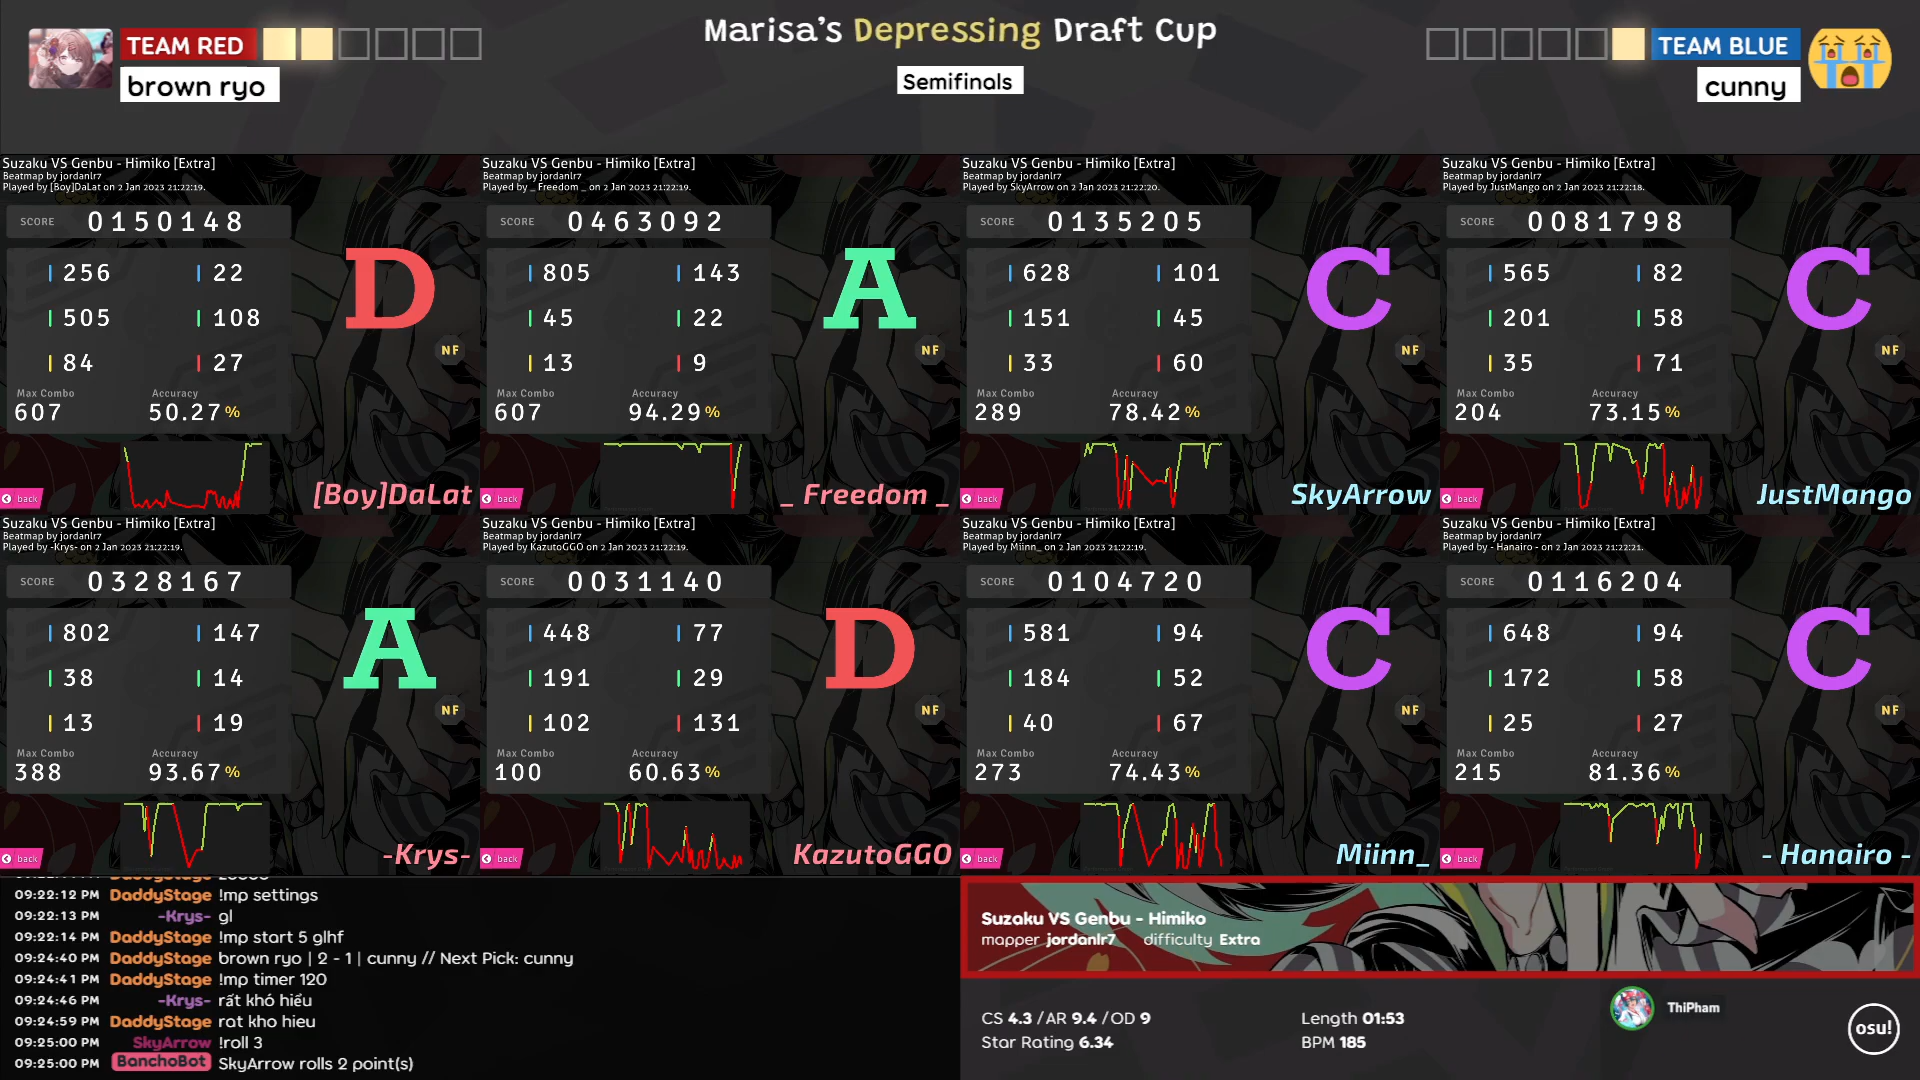 Marisa's Depressing Draft Cup
Semifinals
TEAM RED
brown ryo
TEAM BLUE
cunny
Suzaku VS Genbu - Himiko [Extra]
Beatmap by jordanlr7
Played by [Boy]DaLat on 2 Jan 2023 21:22:19.
SCORE 0150148
256 22
505 108
84 27
Max Combo Accuracy
607 50.27%
D
NF
back
[Boy]DaLat
Suzaku VS Genbu - Himiko [Extra]
Beatmap by jordanlr7
Played by _ Freedom _ on 2 Jan 2023 21:22:19.
SCORE 0463092
805 143
45 22
13 9
Max Combo Accuracy
607 94.29%
A
NF
back
_ Freedom _
Suzaku VS Genbu - Himiko [Extra]
Beatmap by jordanlr7
Played by SkyArrow on 2 Jan 2023 21:22:20.
SCORE 0135205
628 101
151 45
33 60
Max Combo Accuracy
289 78.42%
C
NF
back
SkyArrow
Suzaku VS Genbu - Himiko [Extra]
Beatmap by jordanlr7
Played by JustMango on 2 Jan 2023 21:22:18.
SCORE 0081798
565 82
201 58
35 71
Max Combo Accuracy
204 73.15%
C
NF
back
JustMango
Suzaku VS Genbu - Himiko [Extra]
Beatmap by jordanlr7
Played by -Krys- on 2 Jan 2023 21:22:19.
SCORE 0328167
802 147
38 14
13 19
Max Combo Accuracy
388 93.67%
A
NF
back
-Krys-
Suzaku VS Genbu - Himiko [Extra]
Beatmap by jordanlr7
Played by KazutoGGO on 2 Jan 2023 21:22:19.
SCORE 0031140
448 77
191 29
102 131
Max Combo Accuracy
100 60.63%
D
NF
back
KazutoGGO
Suzaku VS Genbu - Himiko [Extra]
Beatmap by jordanlr7
Played by Miinn_ on 2 Jan 2023 21:22:19.
SCORE 0104720
581 94
184 52
40 67
Max Combo Accuracy
273 74.43%
C
NF
back
Miinn_
Suzaku VS Genbu - Himiko [Extra]
Beatmap by jordanlr7
Played by - Hanairo - on 2 Jan 2023 21:22:21.
SCORE 0116204
648 94
172 58
25 27
Max Combo Accuracy
215 81.36%
C
NF
back
- Hanairo -
09:22:12 PM DaddyStage !mp settings
09:22:13 PM -Krys- gl
09:22:14 PM DaddyStage !mp start 5 glhf
09:24:40 PM DaddyStage brown ryo | 2 - 1 | cunny // Next Pick: cunny
09:24:41 PM DaddyStage !mp timer 120
09:24:46 PM -Krys- rất khó hiểu
09:24:59 PM DaddyStage rat kho hieu
09:25:00 PM SkyArrow !roll 3
09:25:00 PM BanchoBot SkyArrow rolls 2 point(s)
Suzaku VS Genbu - Himiko
mapper jordanlr7 difficulty Extra
CS 4.3 / AR 9.4 / OD 9
Star Rating 6.34
Length 01:53
BPM 185
ThiPham
osu!